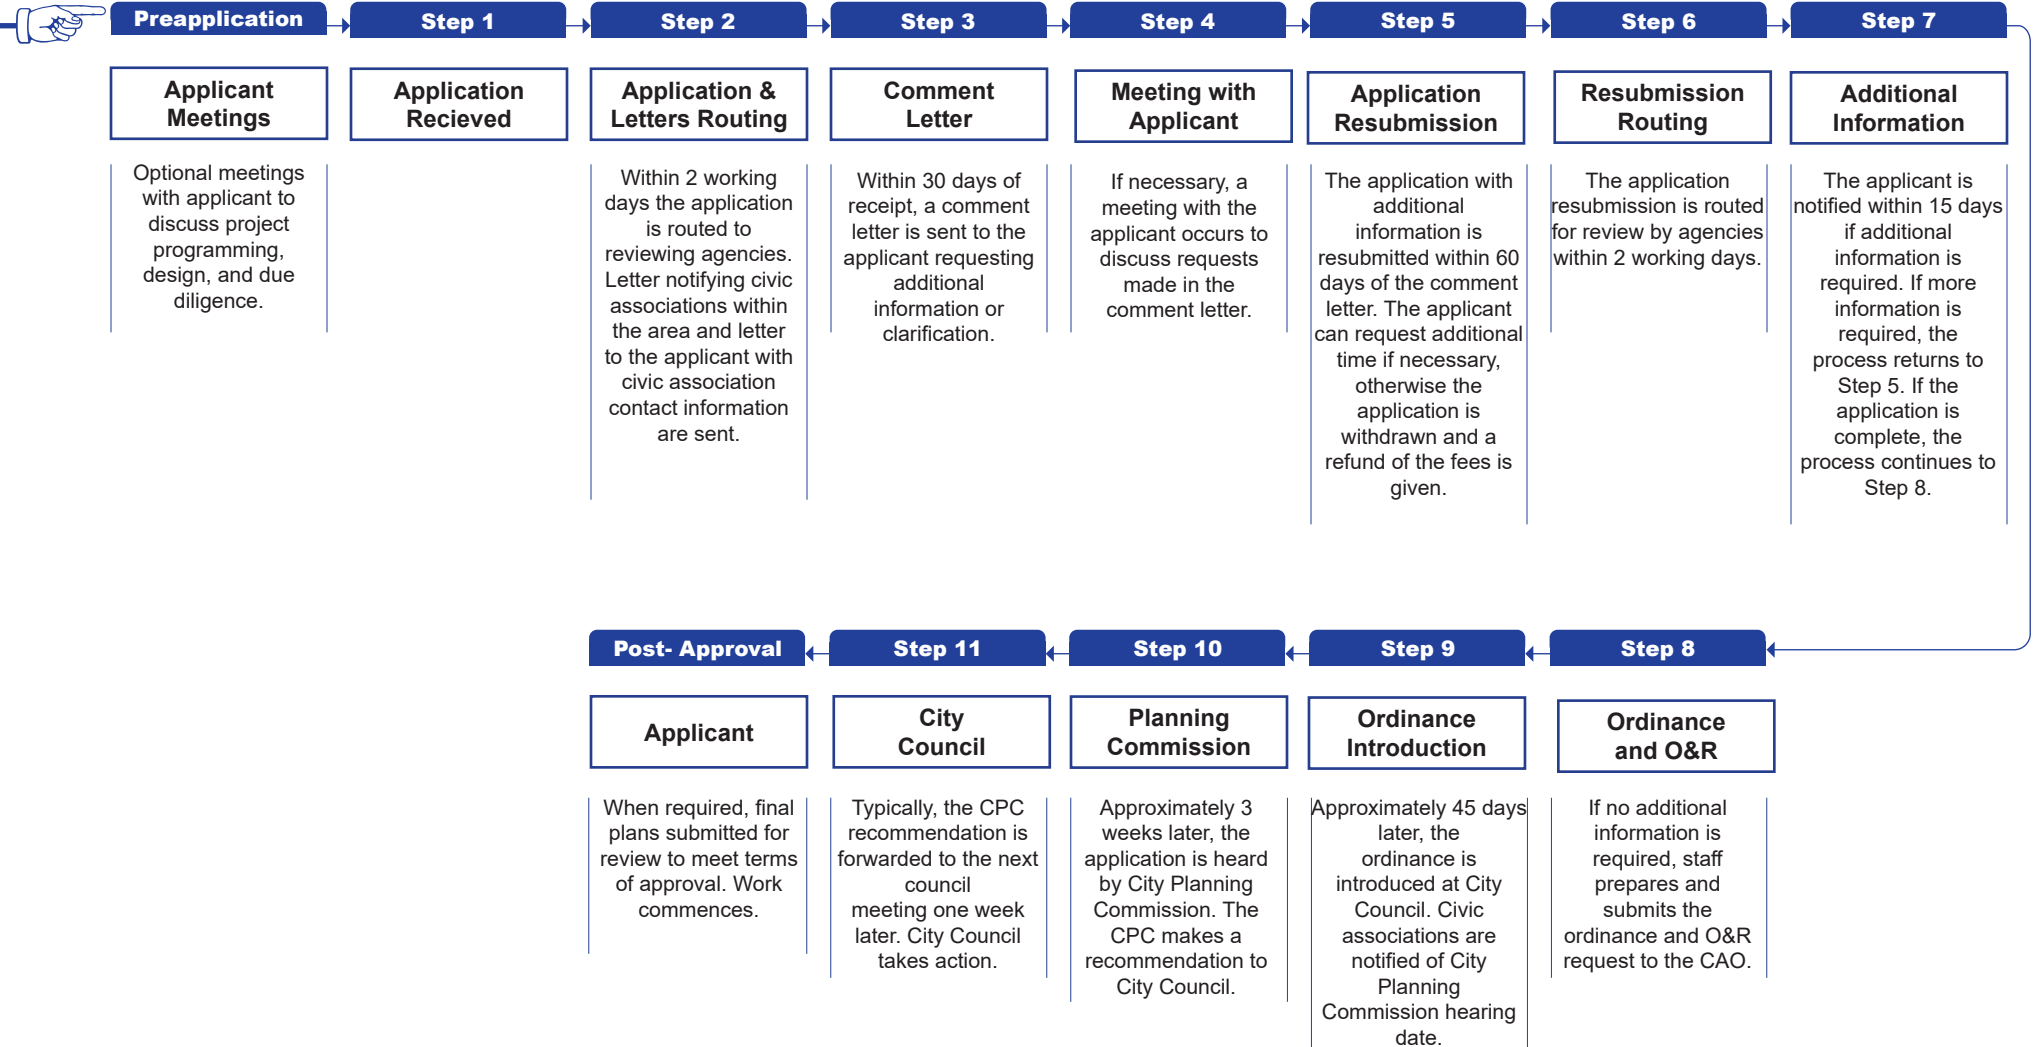 Preapplication
Applicant
Meetings
Optional meetings
with applicant to
discuss project
programming,
design, and due
diligence.
Step 1
Application
Recieved
Step 2
Application &
Letters Routing
Within 2 working
days the application
is routed to
reviewing agencies.
Letter notifying civic
associations within
the area and letter
to the applicant with
civic association
contact information
are sent.
Step 3
Comment
Letter
Within 30 days of
receipt, a comment
letter is sent to the
applicant requesting
additional
information or
clarification.
Step 4
Meeting with
Applicant
If necessary, a
meeting with the
applicant occurs to
discuss requests
made in the
comment letter.
Step 5
Application
Resubmission
The application with
additional
information is
resubmitted within 60
days of the comment
letter. The applicant
can request additional
time if necessary,
otherwise the
application is
withdrawn and a
refund of the fees is
given.
Step 6
Resubmission
Routing
The application
resubmission is routed
for review by agencies
within 2 working days.
Step 7
Additional
Information
The applicant is
notified within 15 days
if additional
information is
required. If more
information is
required, the
process returns to
Step 5. If the
application is
complete, the
process continues to
Step 8.
Step 8
Ordinance
and O&R
If no additional
information is
required, staff
prepares and
submits the
ordinance and O&R
request to the CAO.
Step 9
Ordinance
Introduction
Approximately 45 days
later, the
ordinance is
introduced at City
Council. Civic
associations are
notified of City
Planning
Commission hearing
date.
Step 10
Planning
Commission
Approximately 3
weeks later, the
application is heard
by City Planning
Commission. The
CPC makes a
recommendation to
City Council.
Step 11
City
Council
Typically, the CPC
recommendation is
forwarded to the next
council
meeting one week
later. City Council
takes action.
Post- Approval
Applicant
When required, final
plans submitted for
review to meet terms
of approval. Work
commences.